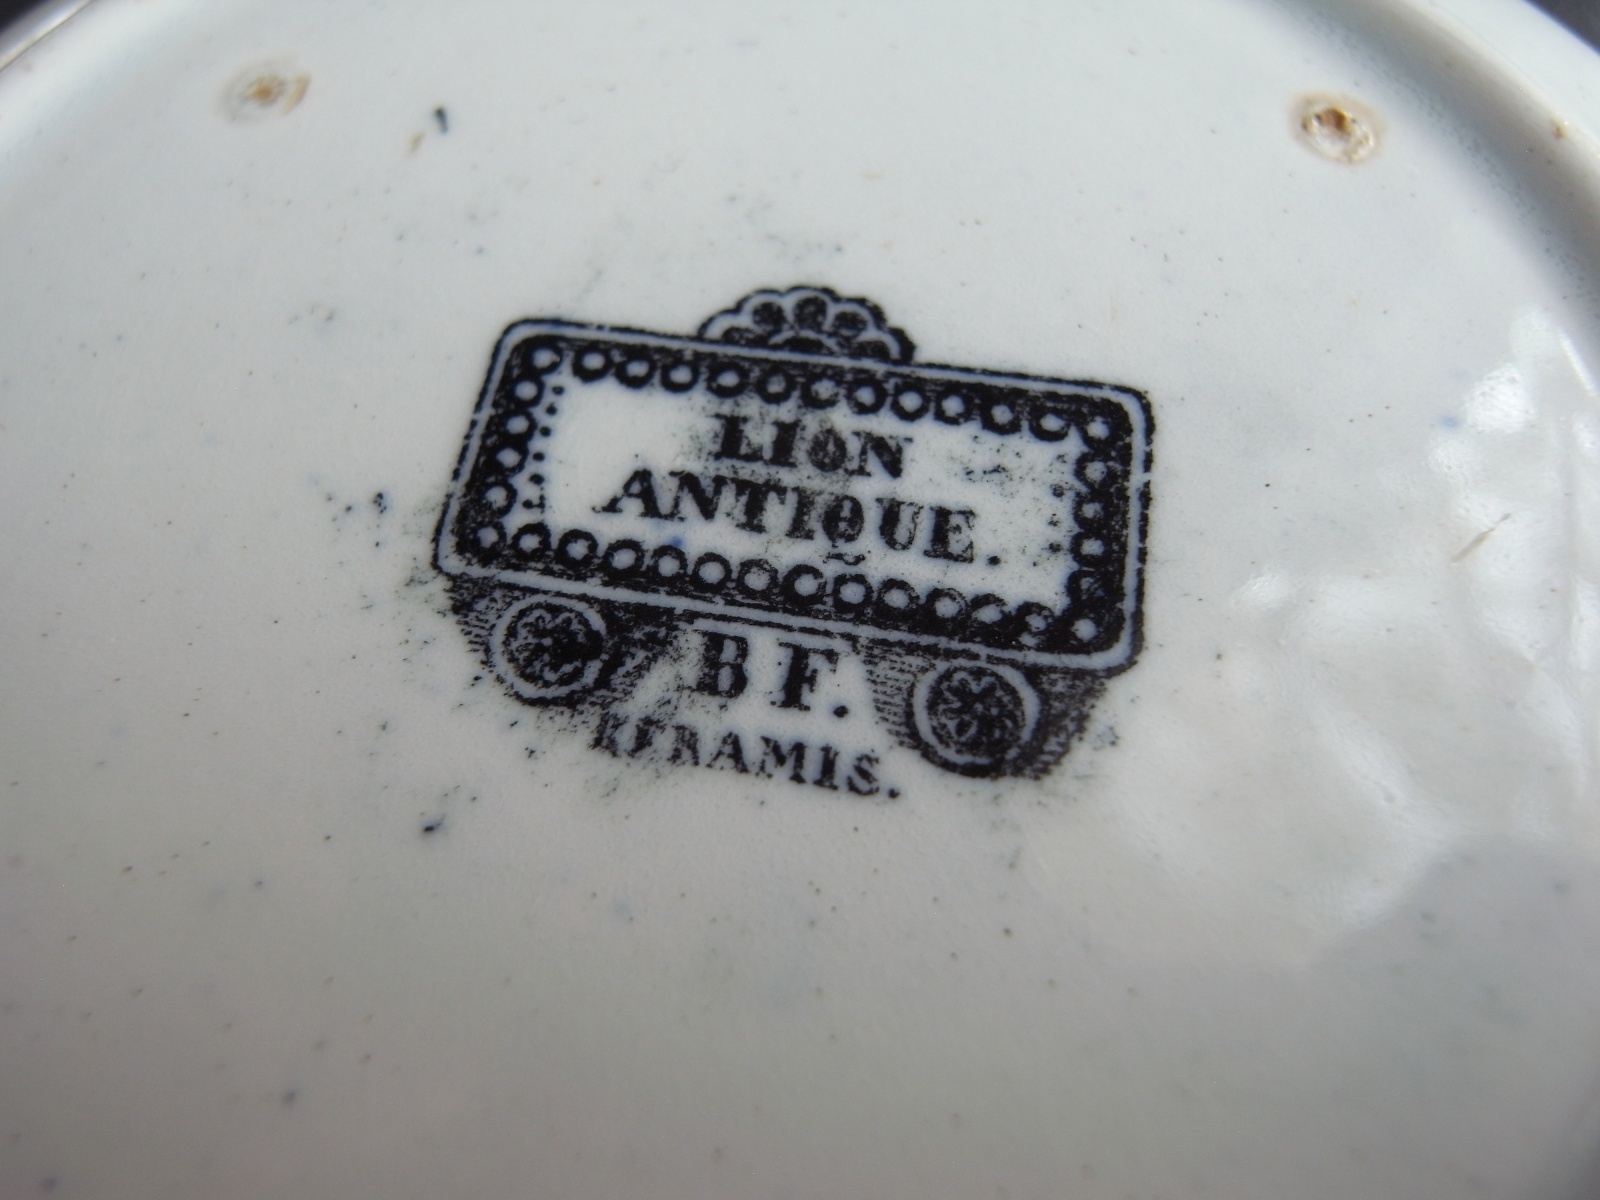 LION
ANTIQUE.
B F.
KERAMIS.